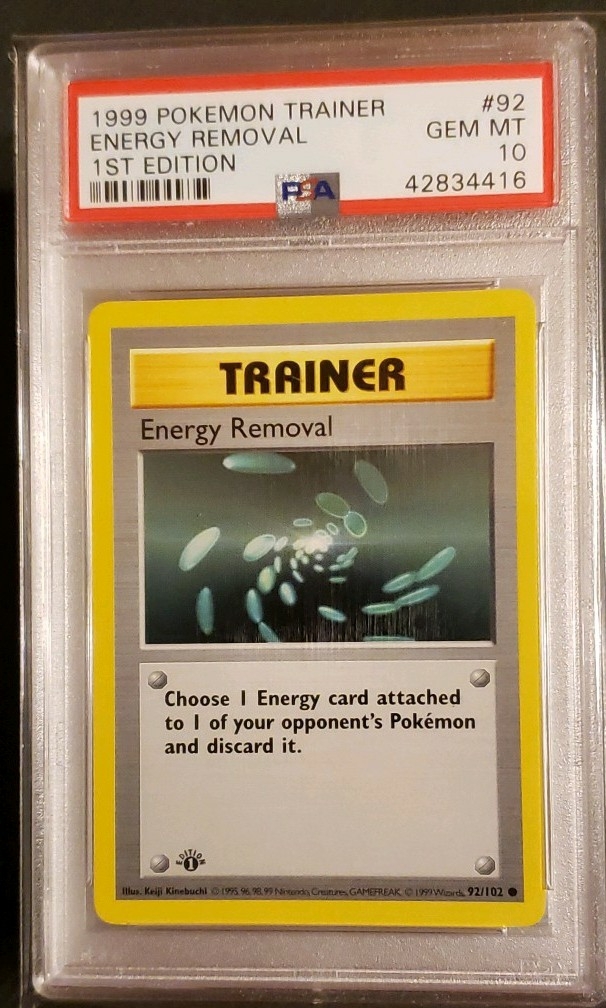 1999 POKEMON TRAINER #92
ENERGY REMOVAL GEM MT
1ST EDITION 10
PSA 42834416
TRAINER
Energy Removal
Choose 1 Energy card attached
to 1 of your opponent's Pokémon
and discard it.
EDITION 1
Illus. Keiji Kinebuchi © 1995, 96, 98, 99 Nintendo, Creatures, GAMEFREAK. © 1999 Wizards. 92/102